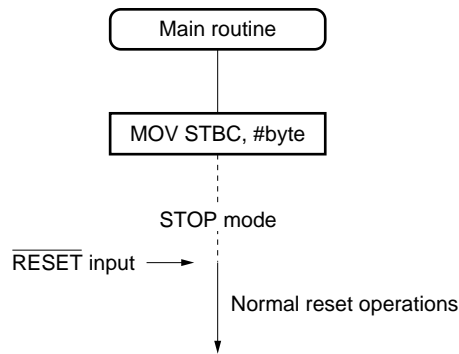 Main routine
MOV STBC, #byte
STOP mode
RESET input
Normal reset operations